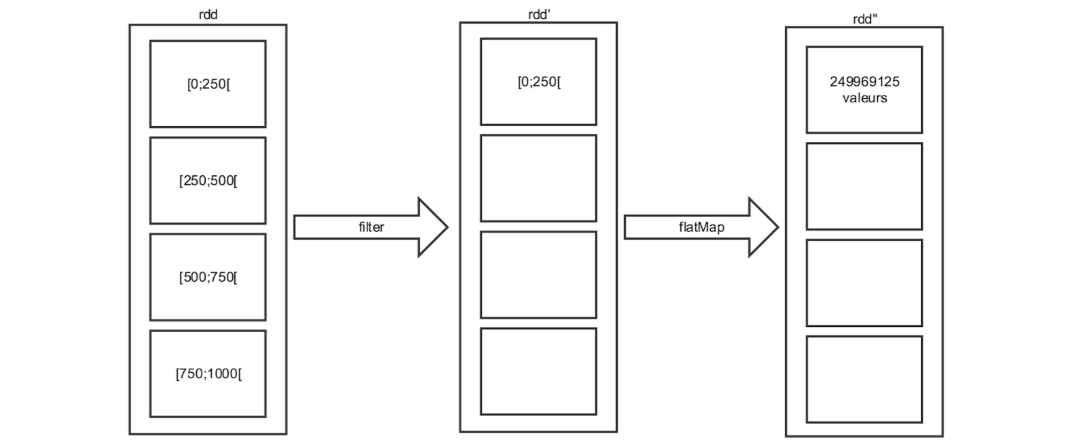 rdd
[0;250[
[250;500[
[500;750[
[750;1000[
filter
rdd'
[0;250[
flatMap
rdd"
249969125
valeurs